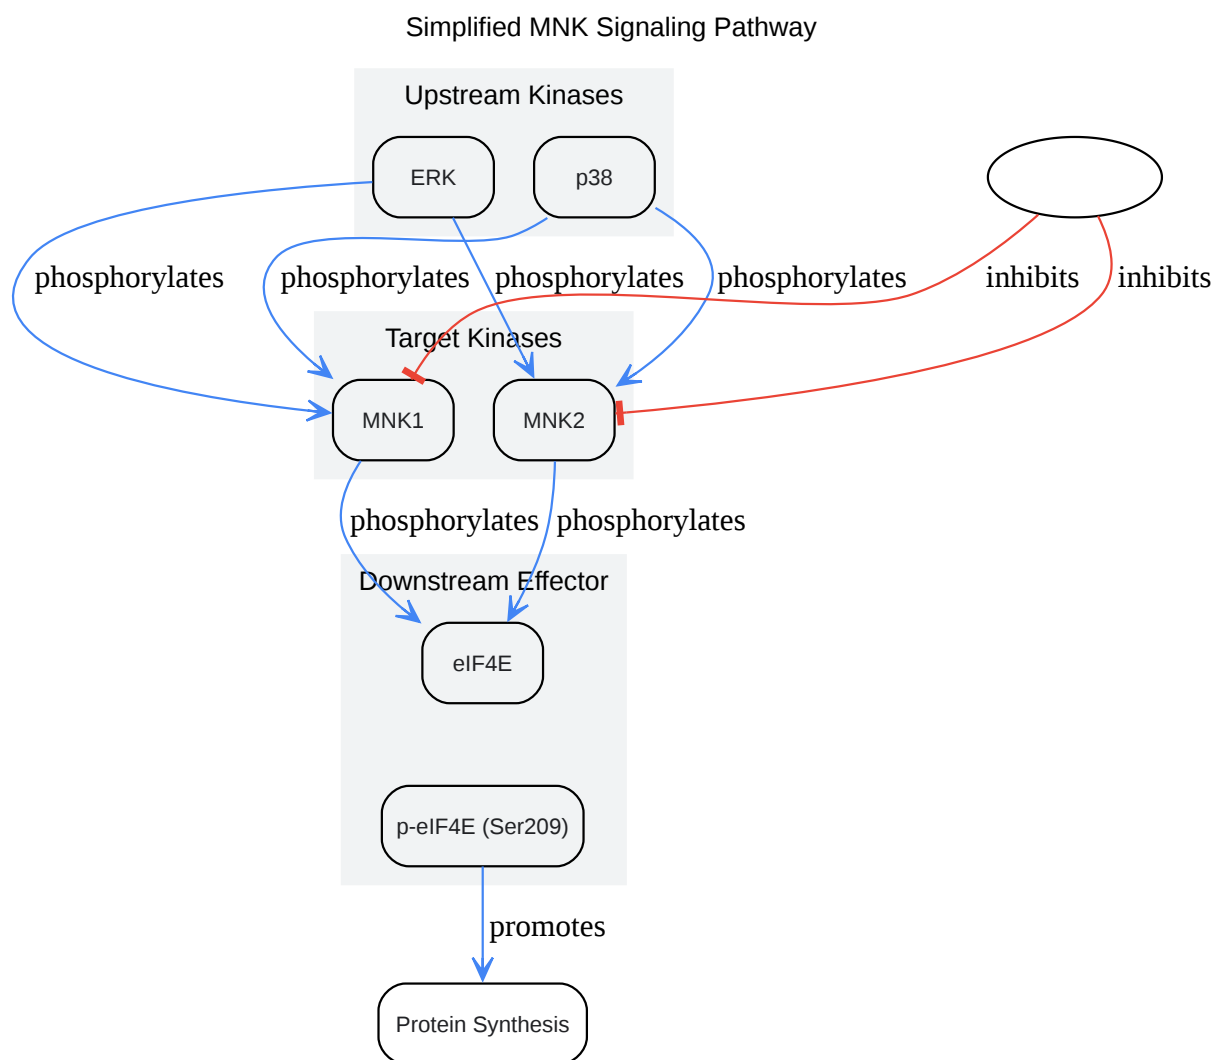 Simplified MNK Signaling Pathway
Upstream Kinases
ERK
p38
phosphorylates
phosphorylates
phosphorylates
phosphorylates
inhibits
inhibits
Target Kinases
MNK1
MNK2
phosphorylates
phosphorylates
Downstream Effector
eIF4E
p-eIF4E (Ser209)
promotes
Protein Synthesis